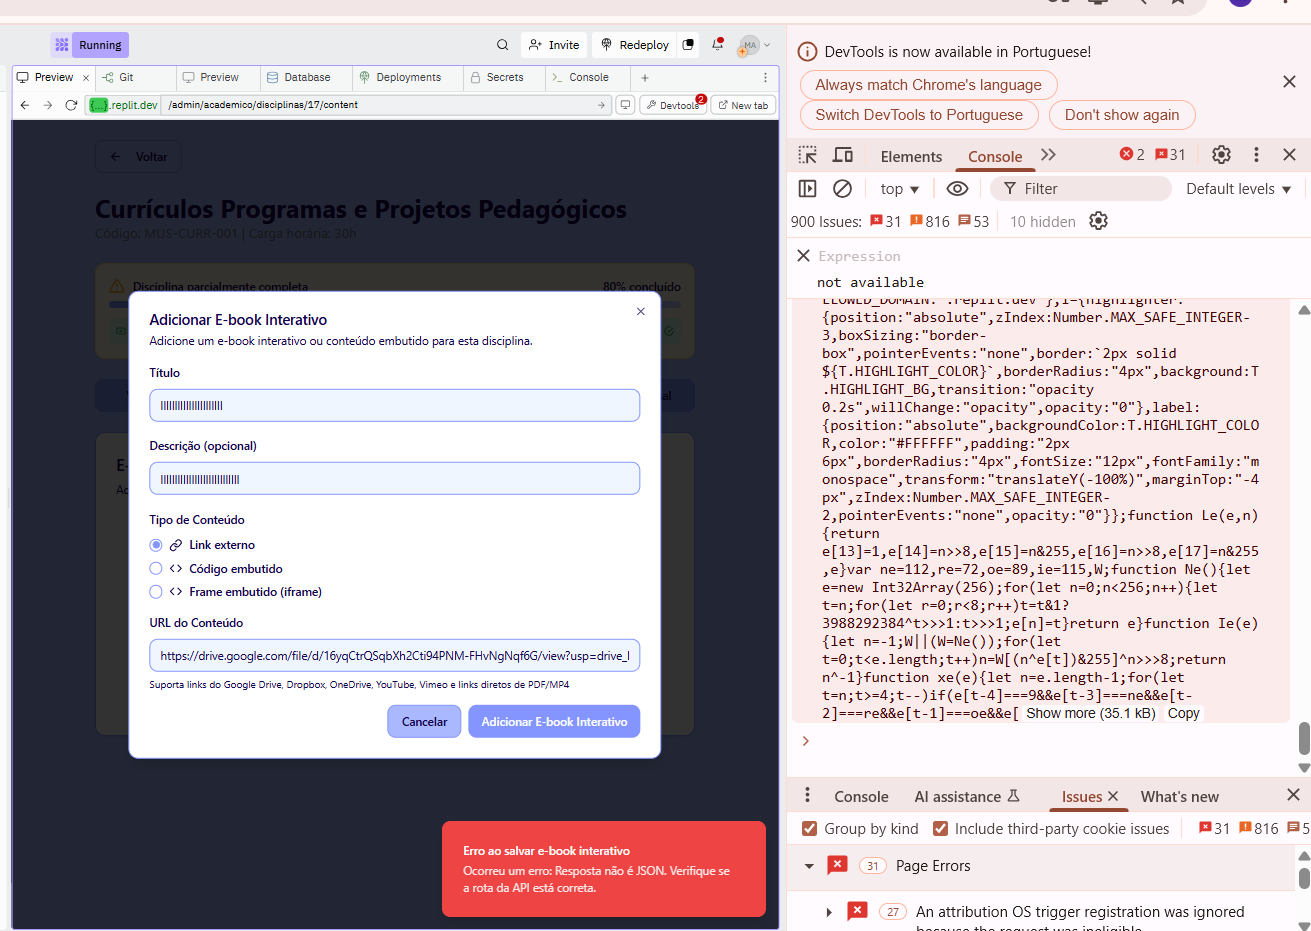 Running
Invite
Redeploy
MA
Preview
Git
Preview
Database
Deployments
Secrets
Console
{...}.replit.dev
/admin/academico/disciplinas/17/content
Devtools
2
New tab
Voltar
Currículos Programas e Projetos Pedagógicos
Código: MUS-CURR-001 | Carga horária: 30h
Disciplina parcialmente completa
80% concluído
Adicionar E-book Interativo
Adicione um e-book interativo ou conteúdo embutido para esta disciplina.
Título
Descrição (opcional)
Tipo de Conteúdo
Link externo
Código embutido
Frame embutido (iframe)
URL do Conteúdo
https://drive.google.com/file/d/16yqCtrQSqbXh2Cti94PNM-FHvNgNqf6G/view?usp=drive_l
Suporta links do Google Drive, Dropbox, OneDrive, YouTube, Vimeo e links diretos de PDF/MP4
Cancelar
Adicionar E-book Interativo
Erro ao salvar e-book interativo
Ocorreu um erro: Resposta não é JSON. Verifique se
a rota da API está correta.
DevTools is now available in Portuguese!
Always match Chrome's language
Switch DevTools to Portuguese
Don't show again
Elements
Console
2
31
top
Filter
Default levels
900 Issues:
31
816
53
10 hidden
Expression
not available
LLOWED_DOMAIN:".replit.dev"},i={highlighter:
{position:"absolute",zIndex:Number.MAX_SAFE_INTEGER-
3,boxSizing:"border-
box",pointerEvents:"none",border:`2px solid
${T.HIGHLIGHT_COLOR}`,borderRadius:"4px",background:T
.HIGHLIGHT_BG,transition:"opacity
0.2s",willChange:"opacity",opacity:"0"},label:
{position:"absolute",backgroundColor:T.HIGHLIGHT_COLO
R,color:"#FFFFFF",padding:"2px
6px",borderRadius:"4px",fontSize:"12px",fontFamily:"m
onospace",transform:"translateY(-100%)",marginTop:"-4
px",zIndex:Number.MAX_SAFE_INTEGER-
2,pointerEvents:"none",opacity:"0"}};function Le(e,n)
{return
e[13]=1,e[14]=n>>8,e[15]=n&255,e[16]=n>>8,e[17]=n&255
,e}var ne=112,re=72,oe=89,ie=115,W;function Ne(){let
e=new Int32Array(256);for(let n=0;n<256;n++){let
t=n;for(let r=0;r<8;r++)t=t&1?
3988292384^t>>>1:t>>>1;e[n]=t}return e}function Ie(e)
{let n=-1;W||(W=Ne());for(let
t=0;t<e.length;t++)n=W[(n^e[t])&255]^n>>>8;return
n^-1}function xe(e){let n=e.length-1;for(let
t=n;t>=4;t--)if(e[t-4]===9&&e[t-3]===ne&&e[t-
2]===re&&e[t-1]===oe&&e[
Show more (35.1 kB)
Copy
Console
AI assistance
Issues
What's new
Group by kind
Include third-party cookie issues
31
816
5
31
Page Errors
27
An attribution OS trigger registration was ignored
because the request was ineligible